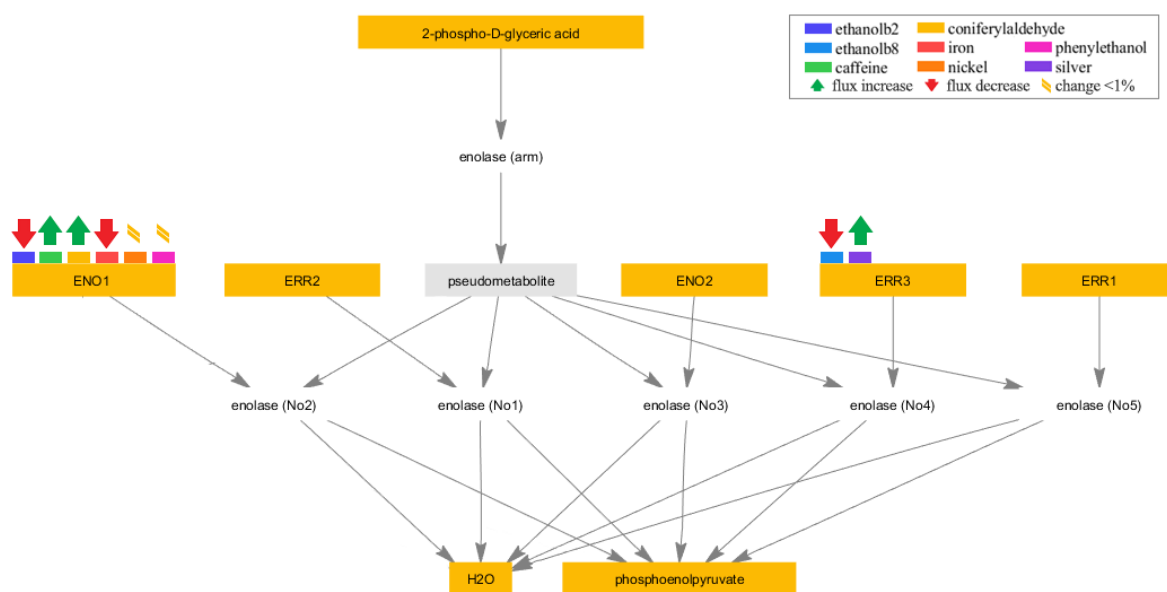 2-phospho-D-glyceric acid
ethanolb2 coniferylaldehyde
ethanolb8 iron phenylethanol
caffeine nickel silver
flux increase flux decrease change <1%
enolase (arm)
ENO1 ERR2 pseudometabolite ENO2 ERR3 ERR1
enolase (No2) enolase (No1) enolase (No3) enolase (No4) enolase (No5)
H2O phosphoenolpyruvate